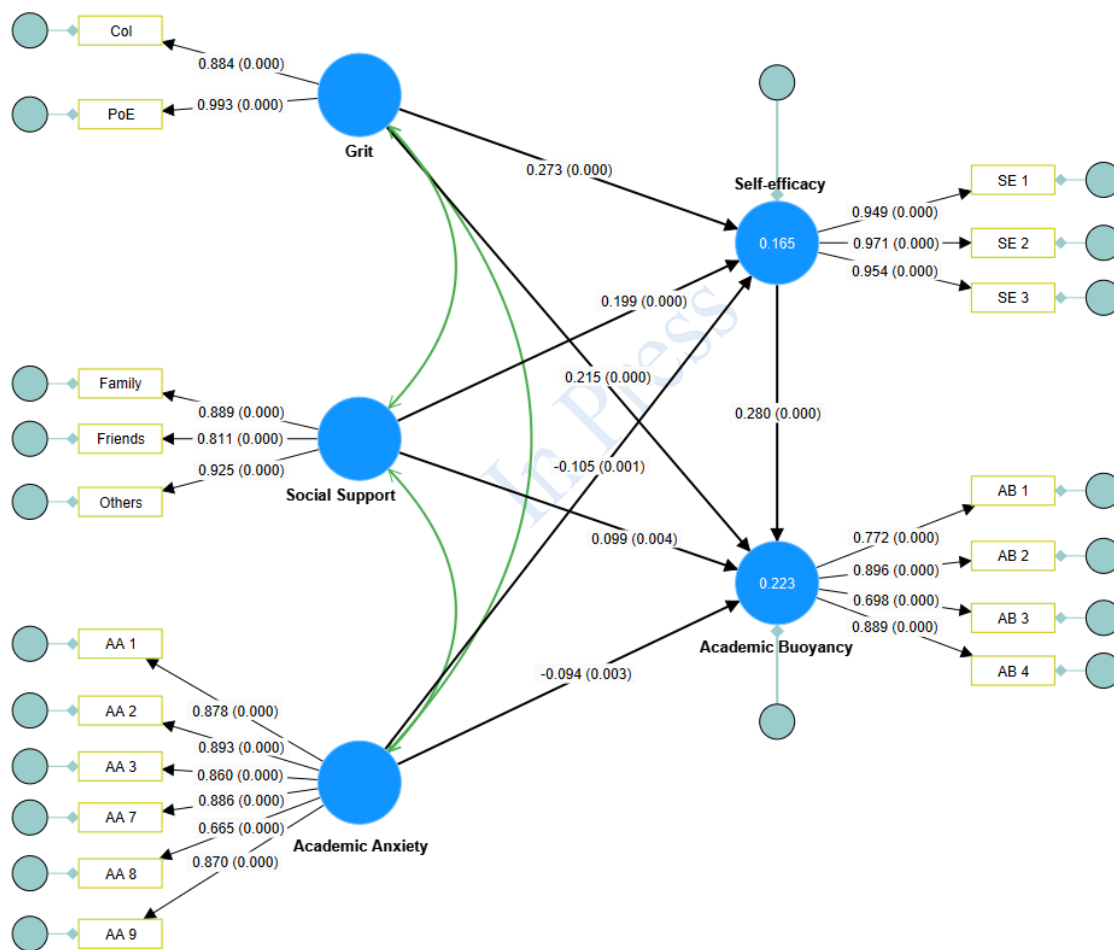 CoI
0.884 (0.000)
PoE
0.993 (0.000)
Grit
0.273 (0.000)
Self-efficacy
0.165
SE 1
0.949 (0.000)
SE 2
0.971 (0.000)
SE 3
0.954 (0.000)
0.199 (0.000)
In Press
0.215 (0.000)
0.280 (0.000)
Family
0.889 (0.000)
Friends
0.811 (0.000)
Others
0.925 (0.000)
Social Support
-0.105 (0.001)
0.099 (0.004)
0.223
Academic Buoyancy
AB 1
0.772 (0.000)
AB 2
0.896 (0.000)
AB 3
0.698 (0.000)
AB 4
0.889 (0.000)
-0.094 (0.003)
AA 1
0.878 (0.000)
AA 2
0.893 (0.000)
AA 3
0.860 (0.000)
AA 7
0.886 (0.000)
AA 8
0.665 (0.000)
AA 9
0.870 (0.000)
Academic Anxiety